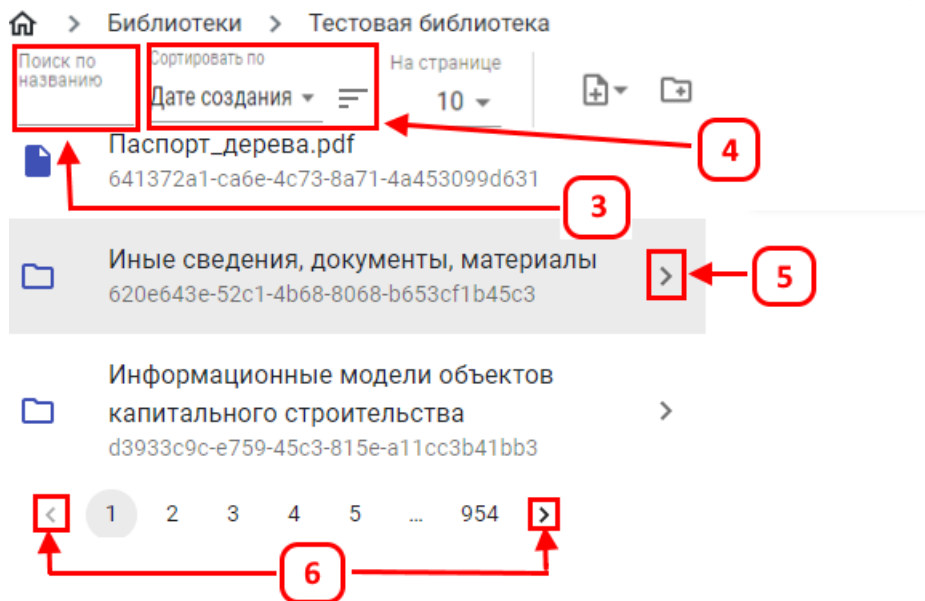 Библиотеки > Тестовая библиотека
Поиск по
названию
Сортировать по
Дате создания
На странице
10
4
Паспорт_дерева.pdf
641372a1-ca6e-4c73-8a71-4a453099d631
3
Иные сведения, документы, материалы
620e643e-52c1-4b68-8068-b653cf1b45c3
5
Информационные модели объектов
капитального строительства
d3933c9c-e759-45c3-815e-a11cc3b41bb3
< 1 2 3 4 5 ... 954 >
6